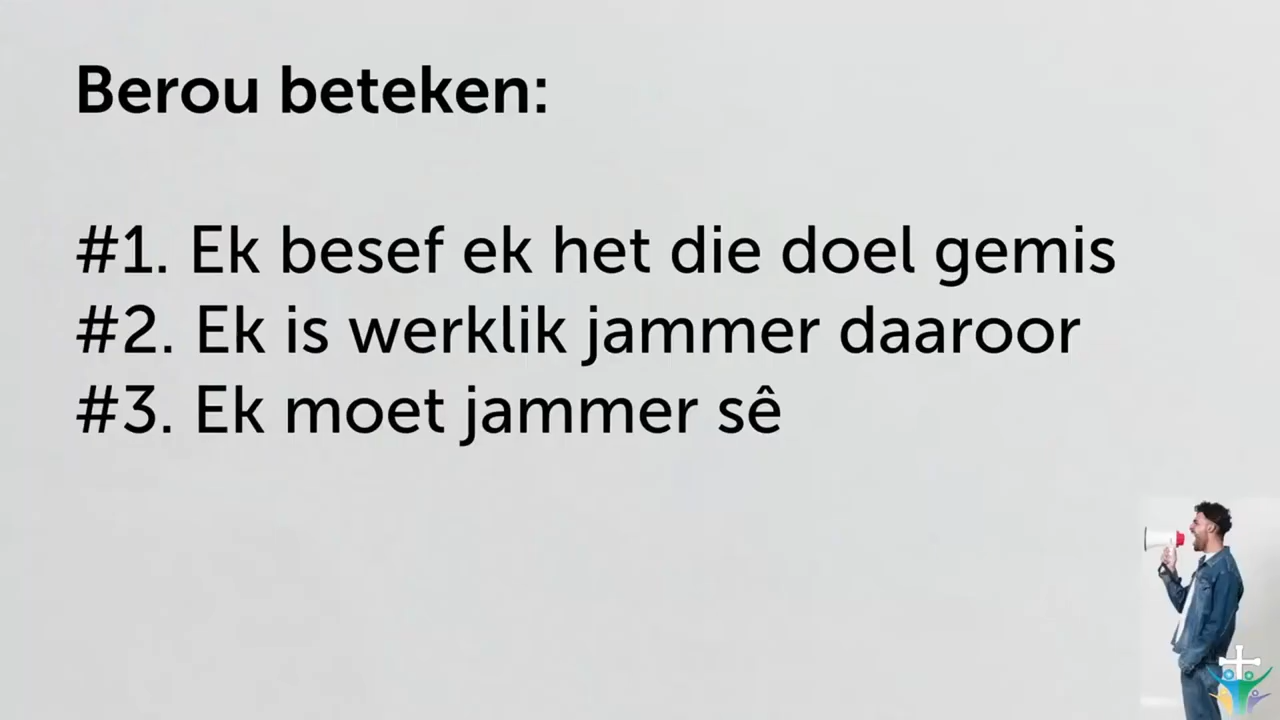 Berou beteken:
#1. Ek besef ek het die doel gemis
#2. Ek is werklik jammer daaroor
#3. Ek moet jammer sê